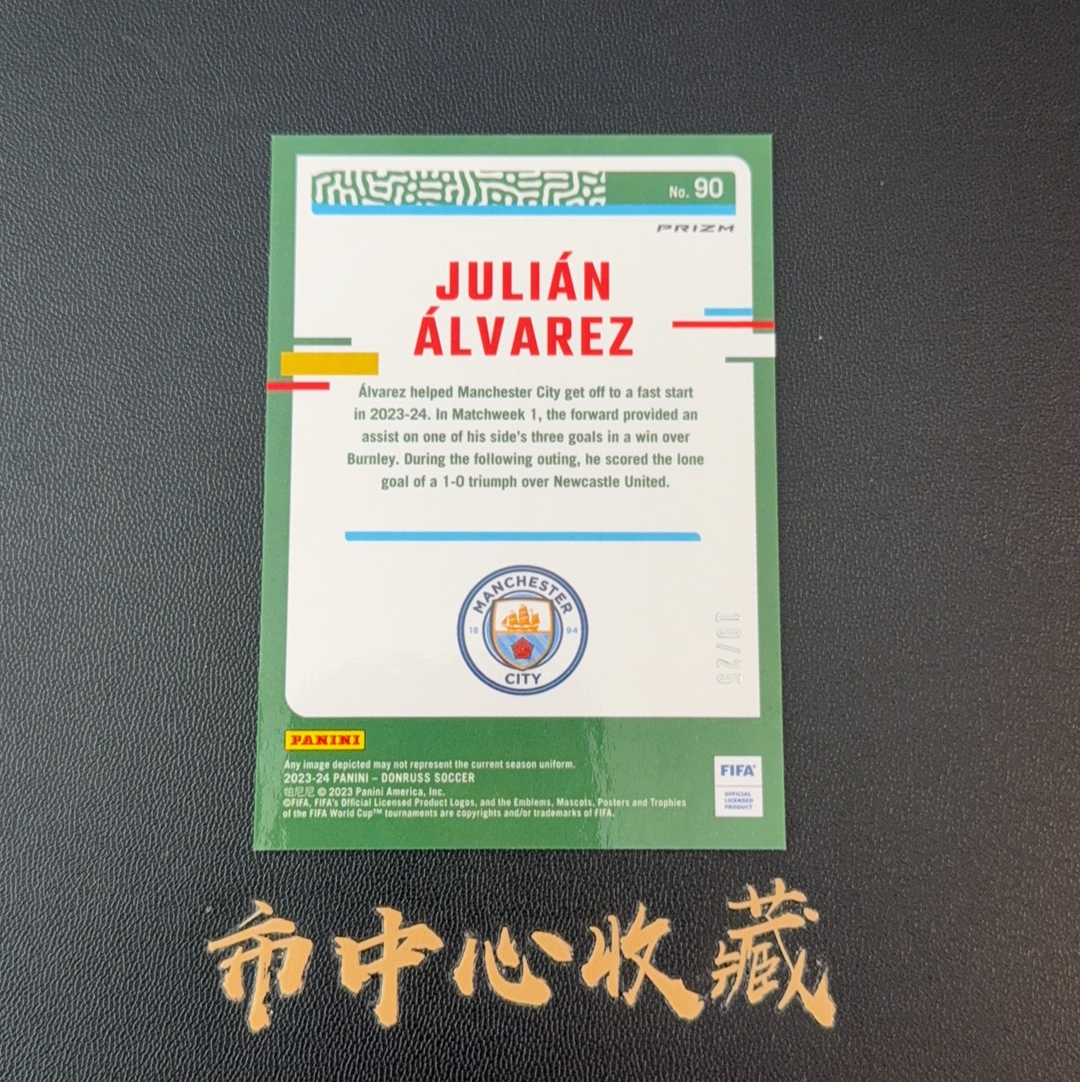 No. 90
PRIZM
JULIÁN
ÁLVAREZ
Álvarez helped Manchester City get off to a fast start
in 2023-24. In Matchweek 1, the forward provided an
assist on one of his side's three goals in a win over
Burnley. During the following outing, he scored the lone
goal of a 1-0 triumph over Newcastle United.
MANCHESTER
18 94
CITY
19/25
PANINI
Any image depicted may not represent the current season uniform.
2023-24 PANINI – DONRUSS SOCCER
帕尼尼 © 2023 Panini America, Inc.
©FIFA, FIFA's Official Licensed Product Logos, and the Emblems, Mascots, Posters and Trophies
of the FIFA World Cup™ tournaments are copyrights and/or trademarks of FIFA.
FIFA®
OFFICIAL
LICENSED
PRODUCT
市中心收藏